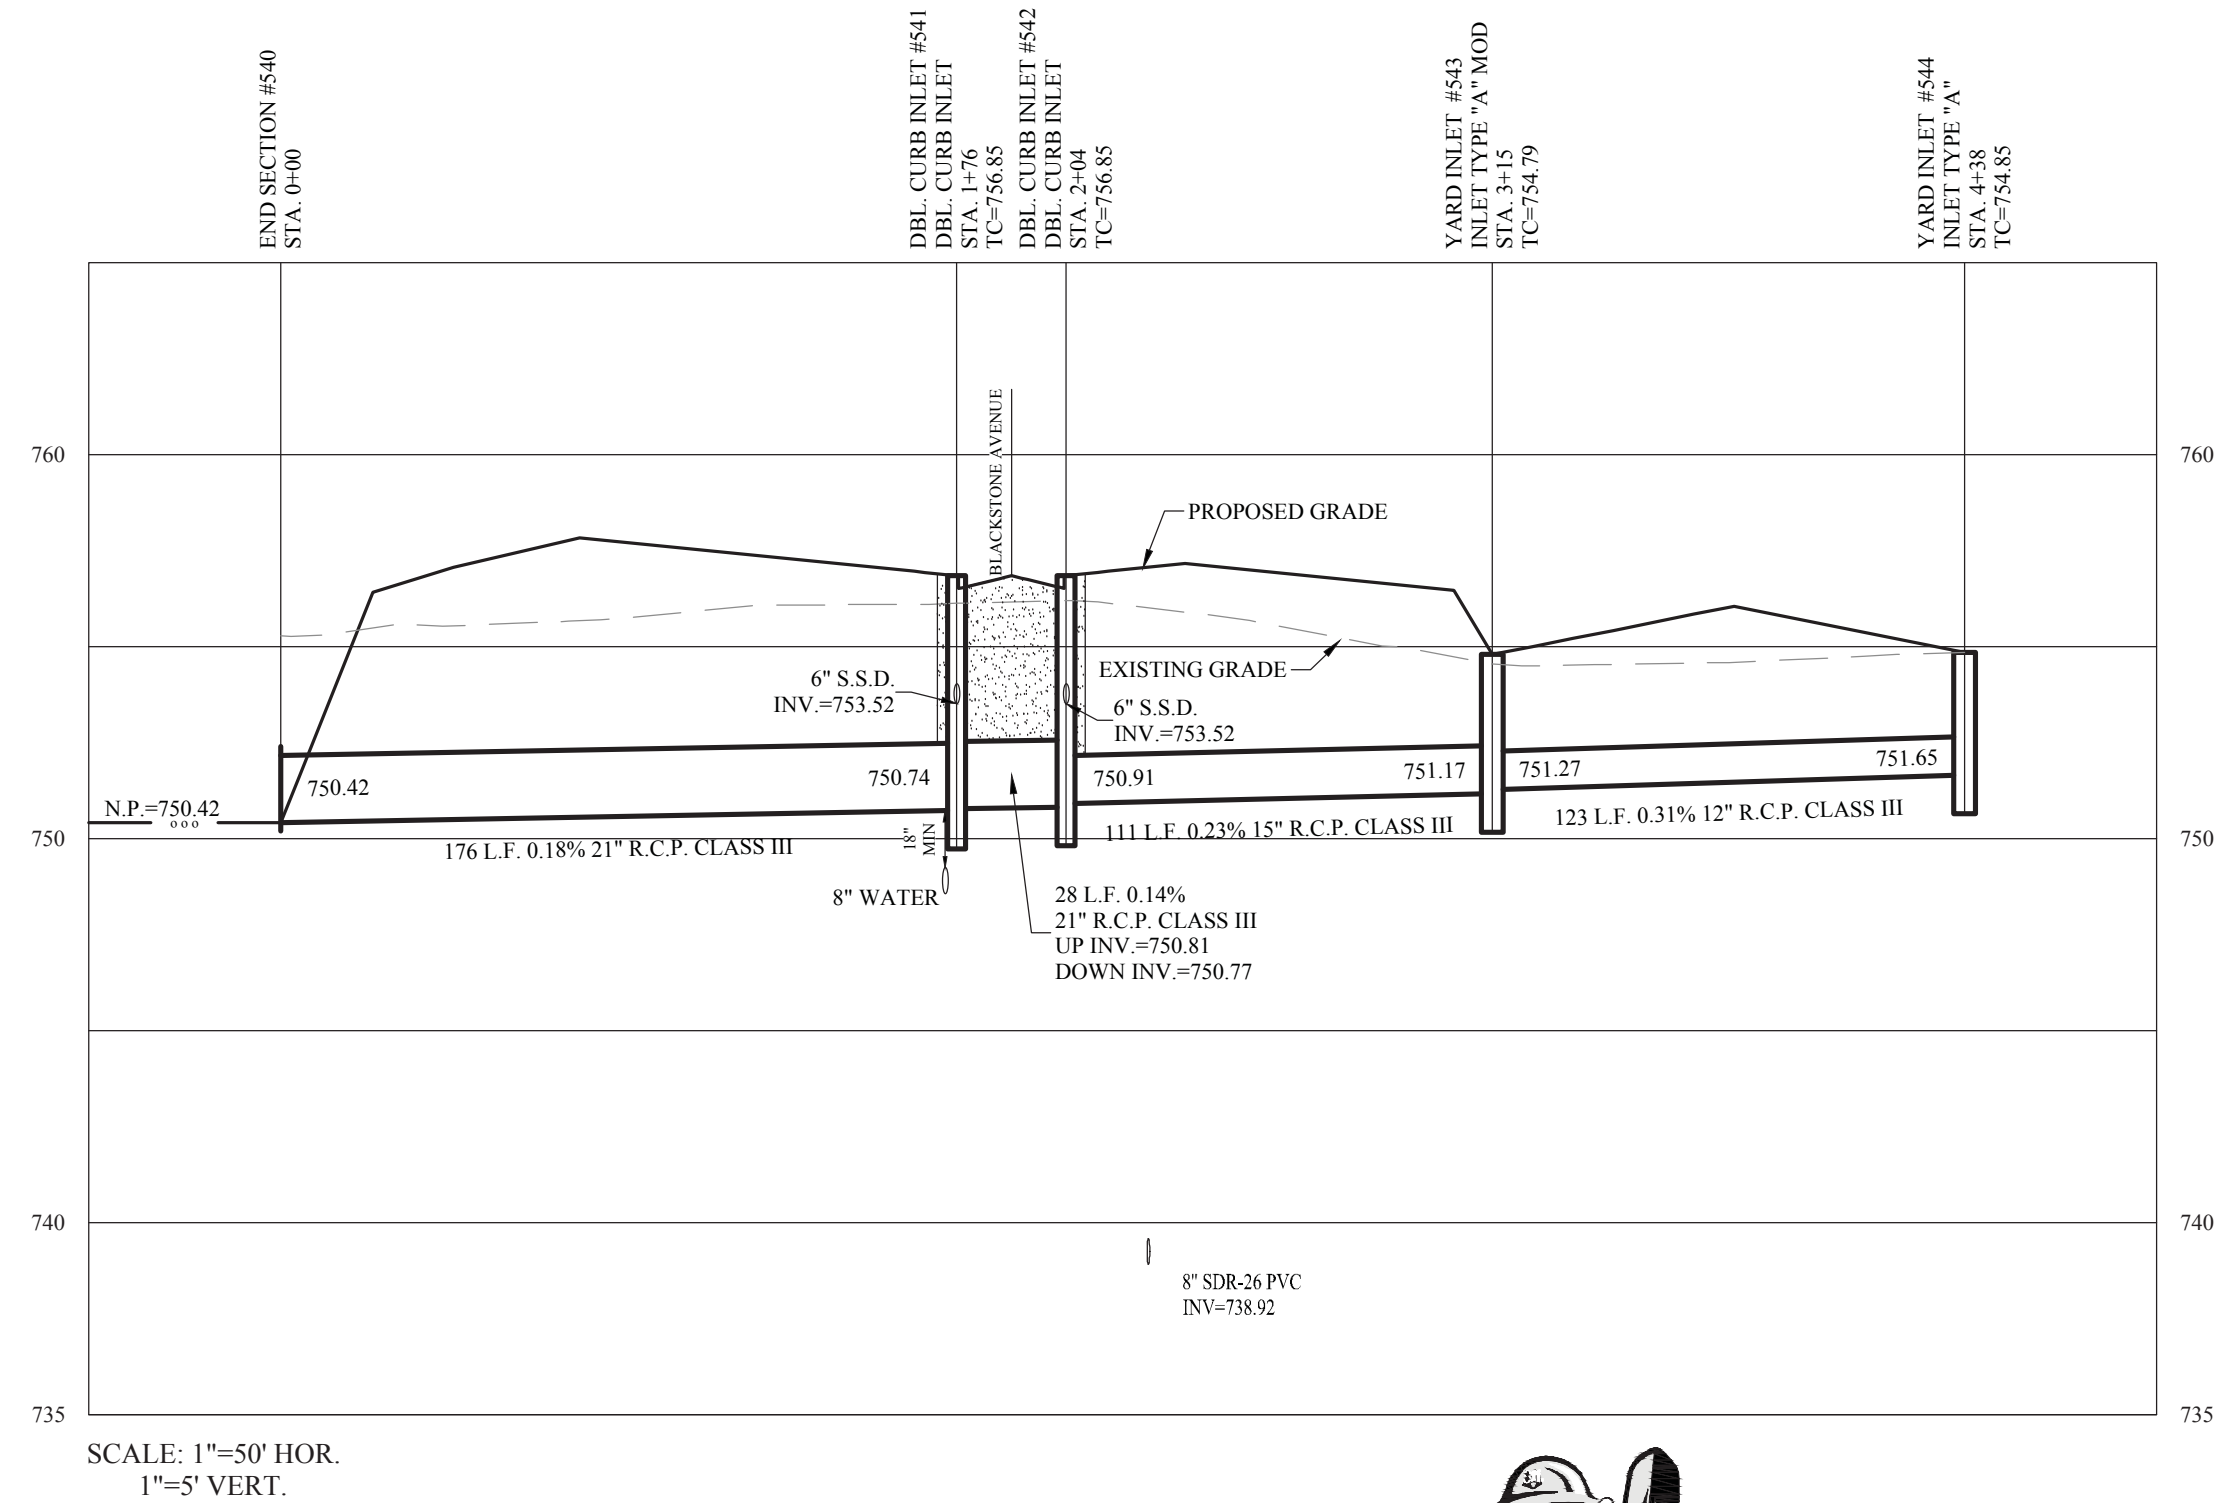 END SECTION #540
STA. 0+00
DBL. CURB INLET #541
DBL. CURB INLET
STA. 1+76
TC=756.85
DBL. CURB INLET #542
DBL. CURB INLET
STA. 2+04
TC=756.85
YARD INLET #543
INLET TYPE "A" MOD
STA. 3+15
TC=754.79
YARD INLET #544
INLET TYPE "A"
STA. 4+38
TC=754.85
760
760
BLACKSTONE AVENUE
PROPOSED GRADE
EXISTING GRADE
6" S.S.D.
INV.=753.52
6" S.S.D.
INV.=753.52
750.42
750.74
750.91
751.17
751.27
751.65
N.P.=750.42
750
750
176 L.F. 0.18% 21" R.C.P. CLASS III
18"
MIN
111 L.F. 0.23% 15" R.C.P. CLASS III
123 L.F. 0.31% 12" R.C.P. CLASS III
8" WATER
28 L.F. 0.14%
21" R.C.P. CLASS III
UP INV.=750.81
DOWN INV.=750.77
740
740
8" SDR-26 PVC
INV=738.92
735
735
SCALE: 1"=50' HOR.
1"=5' VERT.